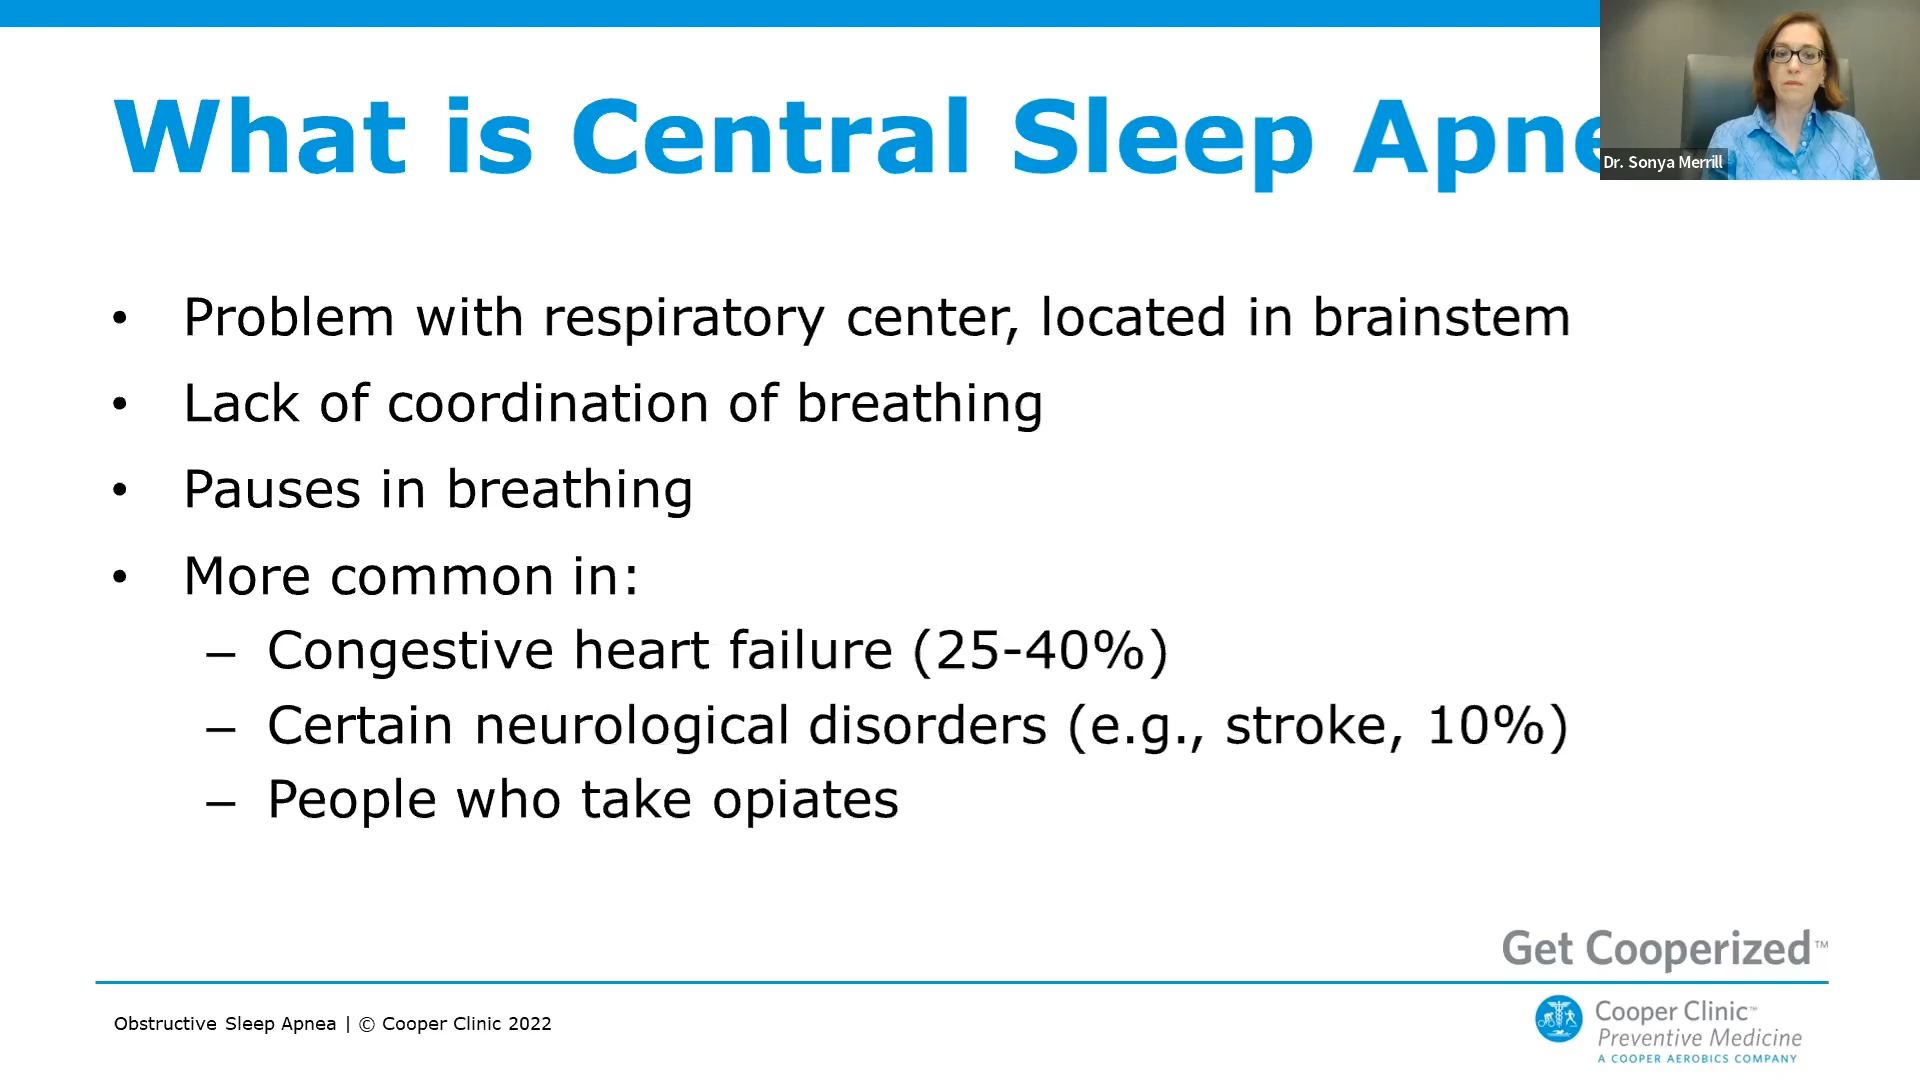 What is Central Sleep Apne
Dr. Sonya Merrill
• Problem with respiratory center, located in brainstem
• Lack of coordination of breathing
• Pauses in breathing
• More common in:
– Congestive heart failure (25-40%)
– Certain neurological disorders (e.g., stroke, 10%)
– People who take opiates
Get Cooperized™
Obstructive Sleep Apnea | © Cooper Clinic 2022
Cooper Clinic™
Preventive Medicine
A COOPER AEROBICS COMPANY